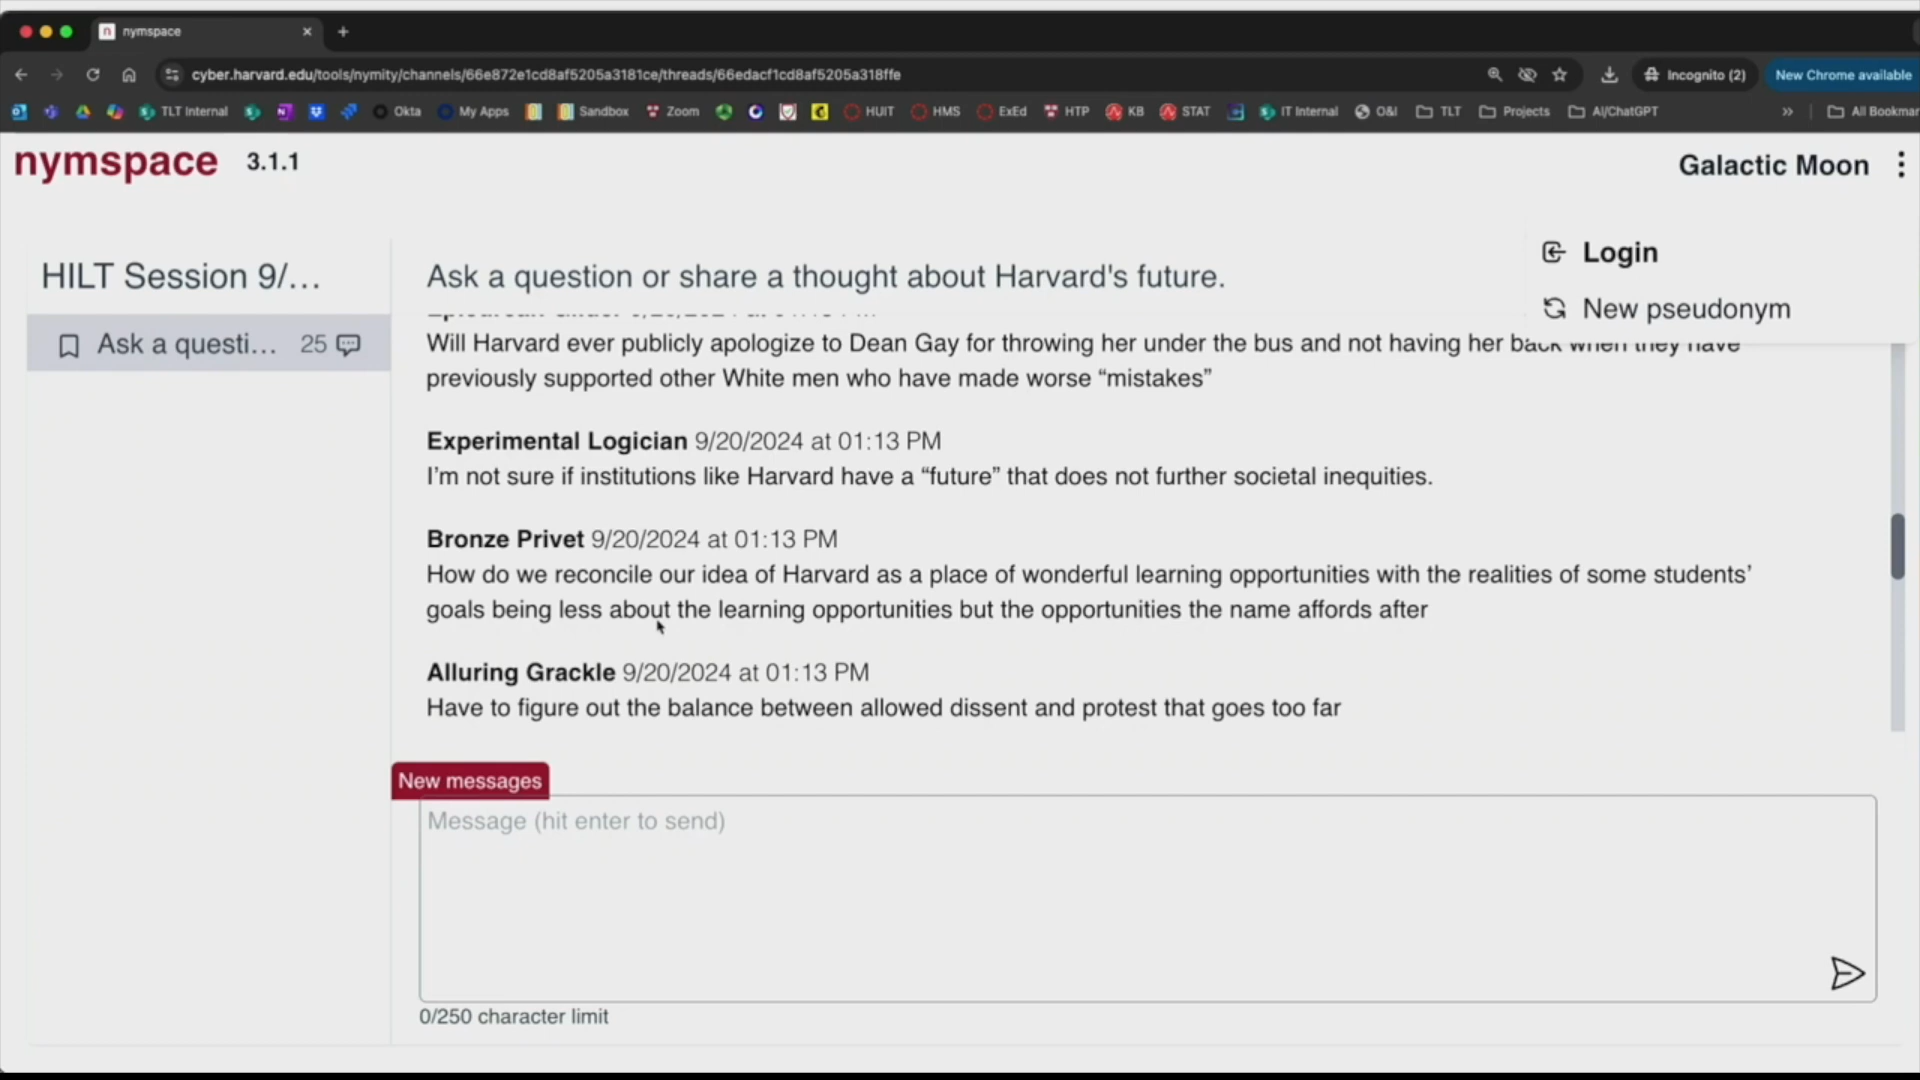 nymspace
cyber.harvard.edu/tools/nymity/channels/66e872e1cd8af5205a3181ce/threads/66edacf1cd8af5205a318ffe
Incognito (2)
New Chrome available
TLT Internal
Okta
My Apps
Sandbox
Zoom
HUIT
HMS
ExEd
HTP
KB
STAT
IT Internal
O&I
TLT
Projects
AI/ChatGPT
All Bookmar
nymspace 3.1.1
Galactic Moon
Login
New pseudonym
HILT Session 9/...
Ask a questi... 25
Ask a question or share a thought about Harvard's future.
Will Harvard ever publicly apologize to Dean Gay for throwing her under the bus and not having her back when they have
previously supported other White men who have made worse “mistakes”
Experimental Logician 9/20/2024 at 01:13 PM
I’m not sure if institutions like Harvard have a “future” that does not further societal inequities.
Bronze Privet 9/20/2024 at 01:13 PM
How do we reconcile our idea of Harvard as a place of wonderful learning opportunities with the realities of some students’
goals being less about the learning opportunities but the opportunities the name affords after
Alluring Grackle 9/20/2024 at 01:13 PM
Have to figure out the balance between allowed dissent and protest that goes too far
New messages
Message (hit enter to send)
0/250 character limit